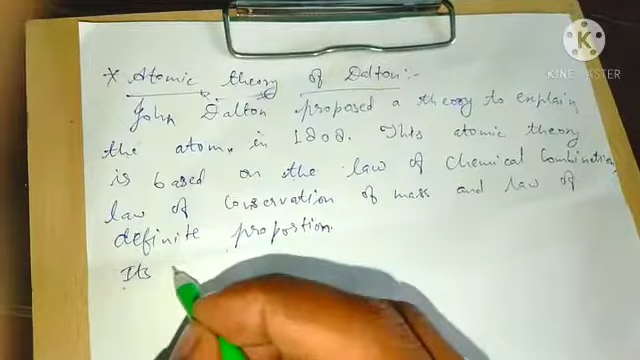 * Atomic theory of Dalton:-
John Dalton proposed a theory to explain
the atom. in 1808. This atomic theory
is based on the law of Chemical Combination,
law of Conservation of mass and law of
definite proportion.
Its
KINEMASTER